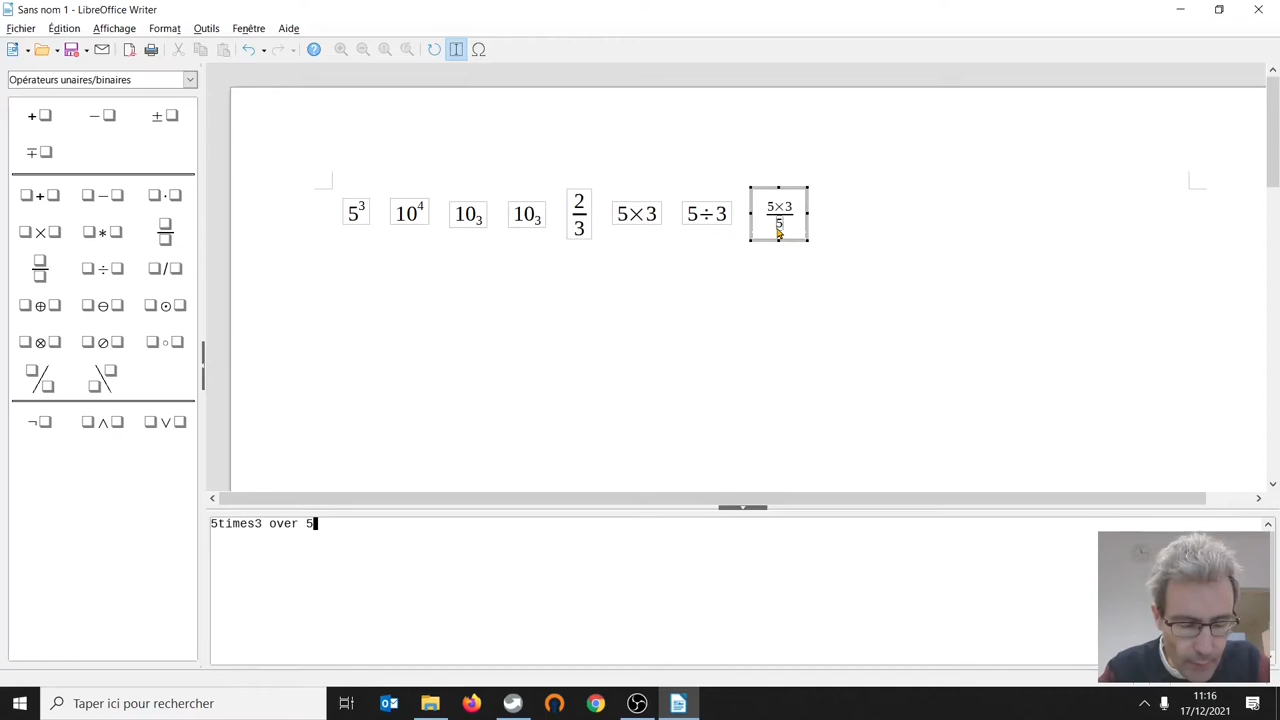 Sans nom 1 - LibreOffice Writer
Fichier Édition Affichage Format Outils Fenêtre Aide
Opérateurs unaires/binaires
+❑ −❑ ±❑
∓❑
❑+❑ ❑−❑ ❑·❑
❑×❑ ❑∗❑ ❑/❑
❑/❑ ❑÷❑ ❑/❑
❑⊕❑ ❑⊖❑ ❑⊙❑
❑⊗❑ ❑⊘❑ ❑∘❑
❑/❑ ❑\❑
¬❑ ❑∧❑ ❑∨❑
5³ 10⁴ 10₃ 10₃ 2/3 5×3 5÷3 5×3/5
5times3 over 5
Taper ici pour rechercher
11:16
17/12/2021